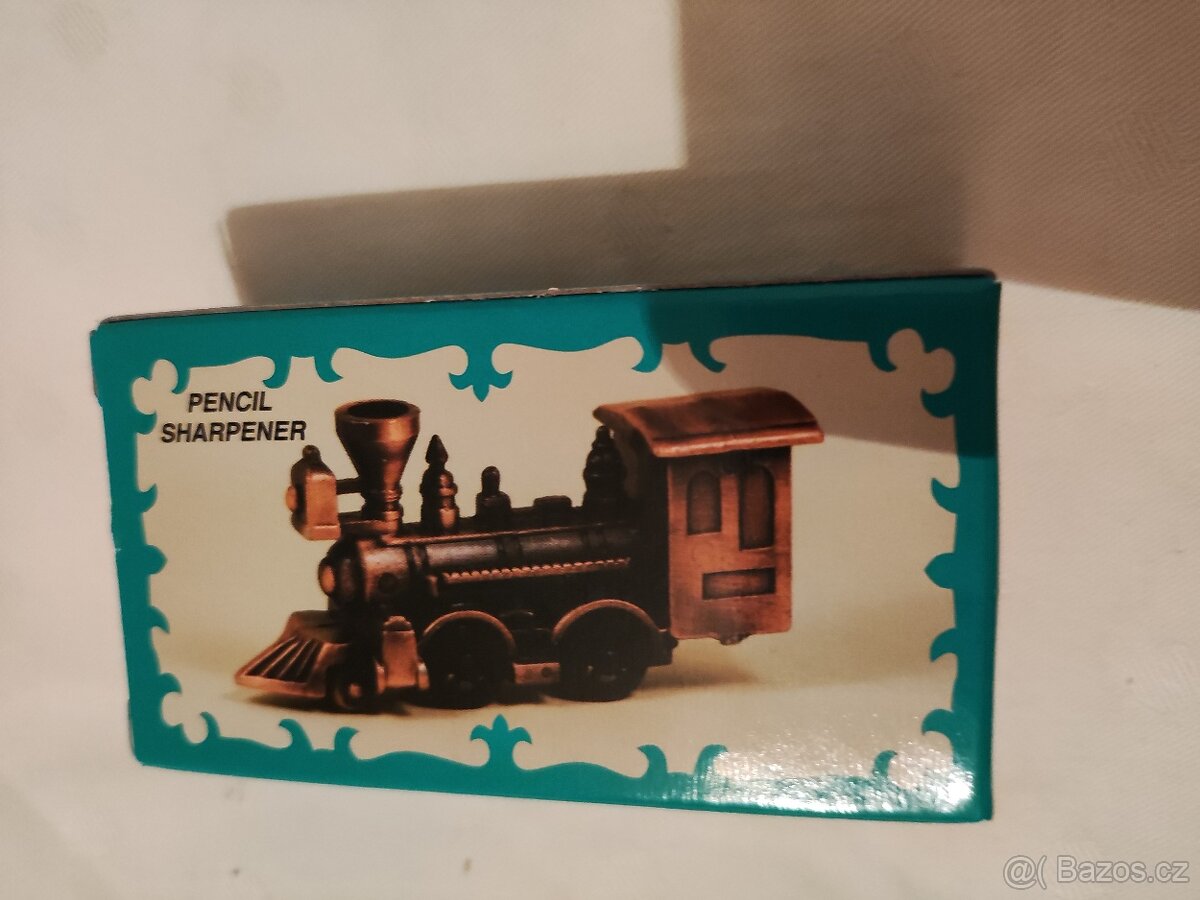 PENCIL
SHARPENER
@( Bazos.cz